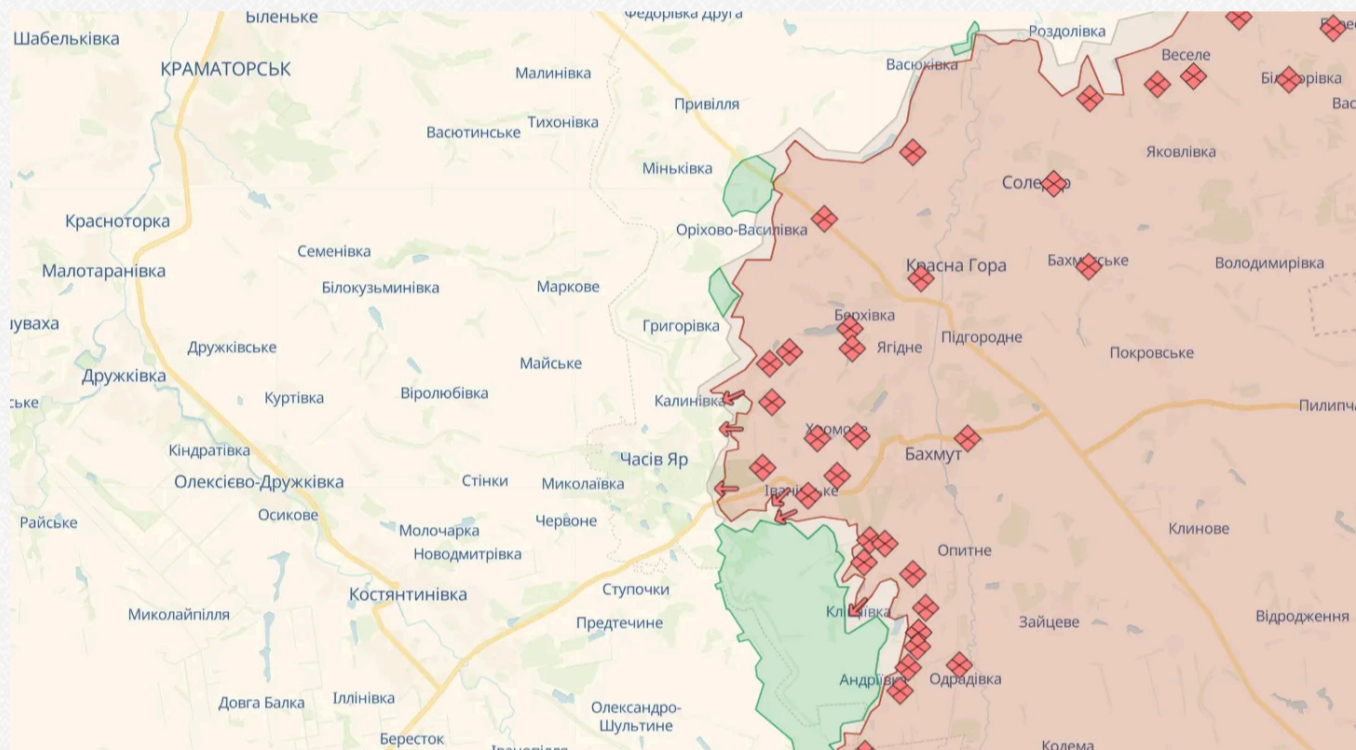 Біленьке
Федорівка Друга
Роздолівка
Шабельківка
КРАМАТОРСЬК
Васюківка
Веселе
Малинівка
Білогорівка
Привілля
Васютинське
Тихонівка
Яковлівка
Міньківка
Соледар
Красноторка
Оріхово-Василівка
Семенівка
Малотаранівка
Красна Гора
Бахмутське
Володимирівка
Білокузьминівка
Маркове
Берхівка
Григорівка
Підгородне
Дружківське
Ягідне
Покровське
Майське
Дружківка
Віролюбівка
Куртівка
Калинівка
Хромове
Кіндратівка
Часів Яр
Бахмут
Олексієво-Дружківка
Стінки
Миколаївка
Іванівське
Осикове
Райське
Молочарка
Червоне
Клинове
Новодмитрівка
Опитне
Костянтинівка
Ступочки
Миколайпілля
Кліщіївка
Предтечине
Зайцеве
Відродження
Андріївка
Одрадівка
Довга Балка
Іллінівка
Олександро-
Шультине
Бересток
Кодема